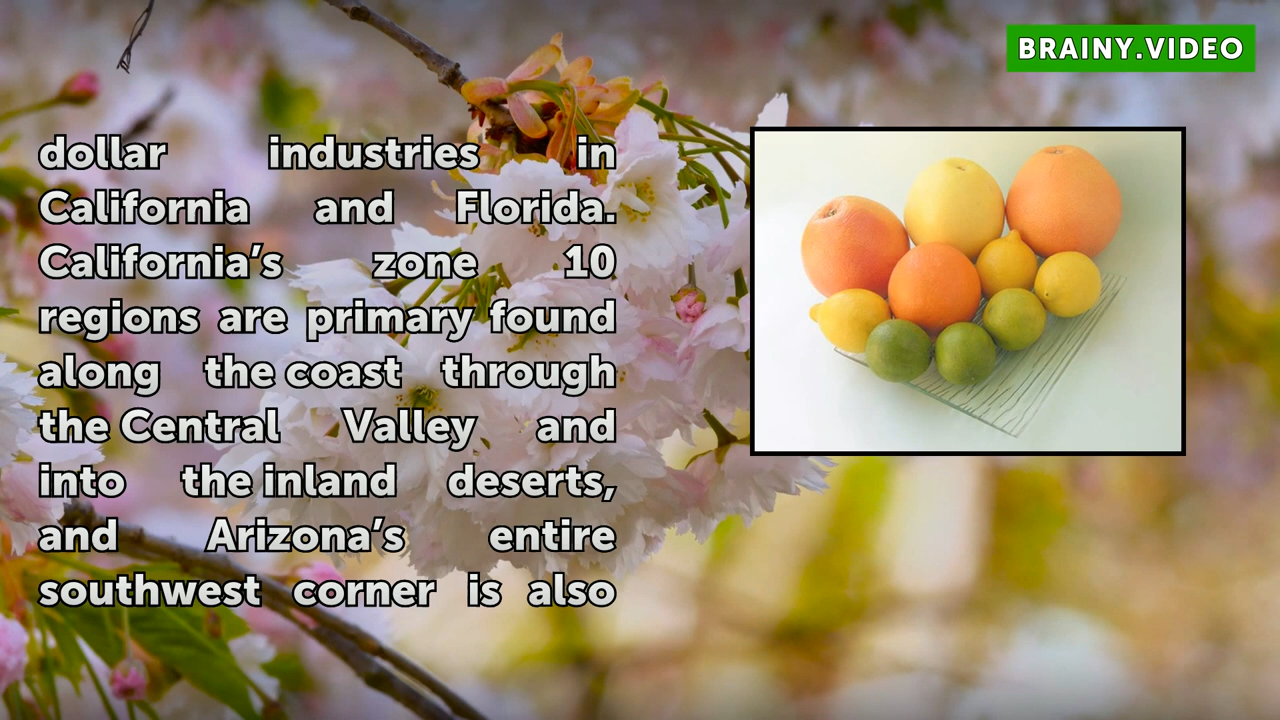 BRAINY.VIDEO
dollar industries in
California and Florida.
California’s zone 10
regions are primary found
along the coast through
the Central Valley and
into the inland deserts,
and Arizona’s entire
southwest corner is also